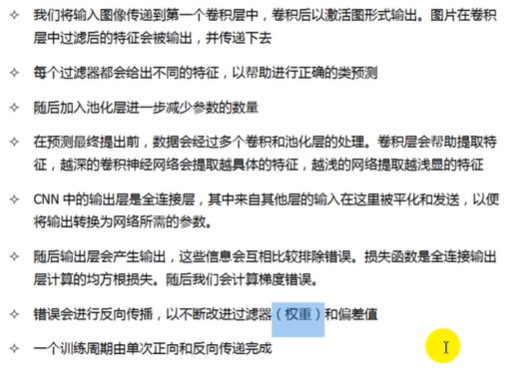 ✧ 我们将输入图像传递到第一个卷积层中，卷积后以激活图形式输出。图片在卷积
层中过滤后的特征会被输出，并传递下去
✧ 每个过滤器都会给出不同的特征，以帮助进行正确的类预测
✧ 随后加入池化层进一步减少参数的数量
✧ 在预测最终提出前，数据会经过多个卷积和池化层的处理。卷积层会帮助提取特
征，越深的卷积神经网络会提取越具体的特征，越浅的网络提取越浅显的特征
✧ CNN 中的输出层是全连接层，其中来自其他层的输入在这里被平化和发送，以便
将输出转换为网络所需的参数。
✧ 随后输出层会产生输出，这些信息会互相比较排除错误。损失函数是全连接输出
层计算的均方根损失。随后我们会计算梯度错误。
✧ 错误会进行反向传播，以不断改进过滤器（权重）和偏差值
✧ 一个训练周期由单次正向和反向传递完成